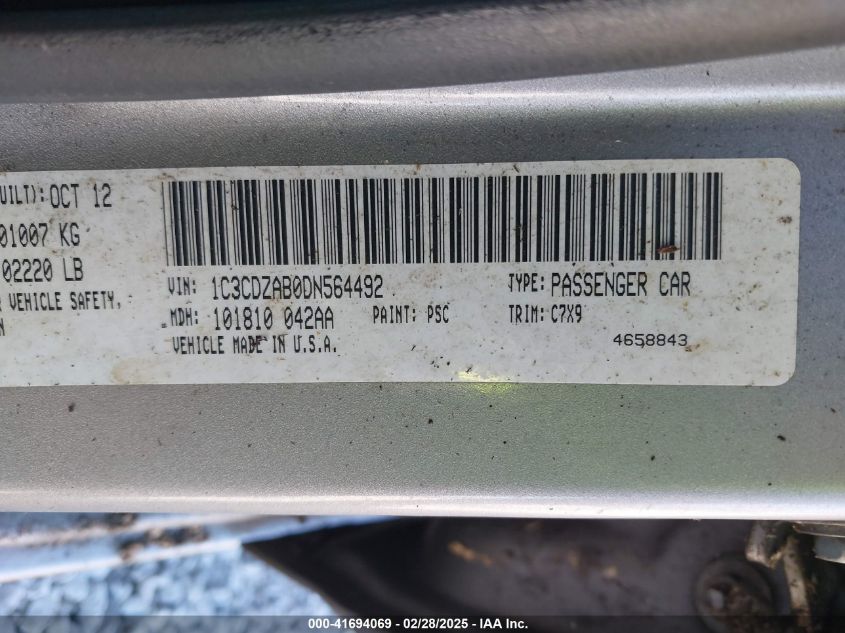 UILT): OCT 12
01007 KG
02220 LB
VEHICLE SAFETY,
VIN: 1C3CDZAB0DN564492 TYPE: PASSENGER CAR
MDH: 101810 042AA PAINT: PSC TRIM: C7X9
VEHICLE MADE IN U.S.A. 4658843
000-41694069 | 02/28/2025 - IAA Inc.